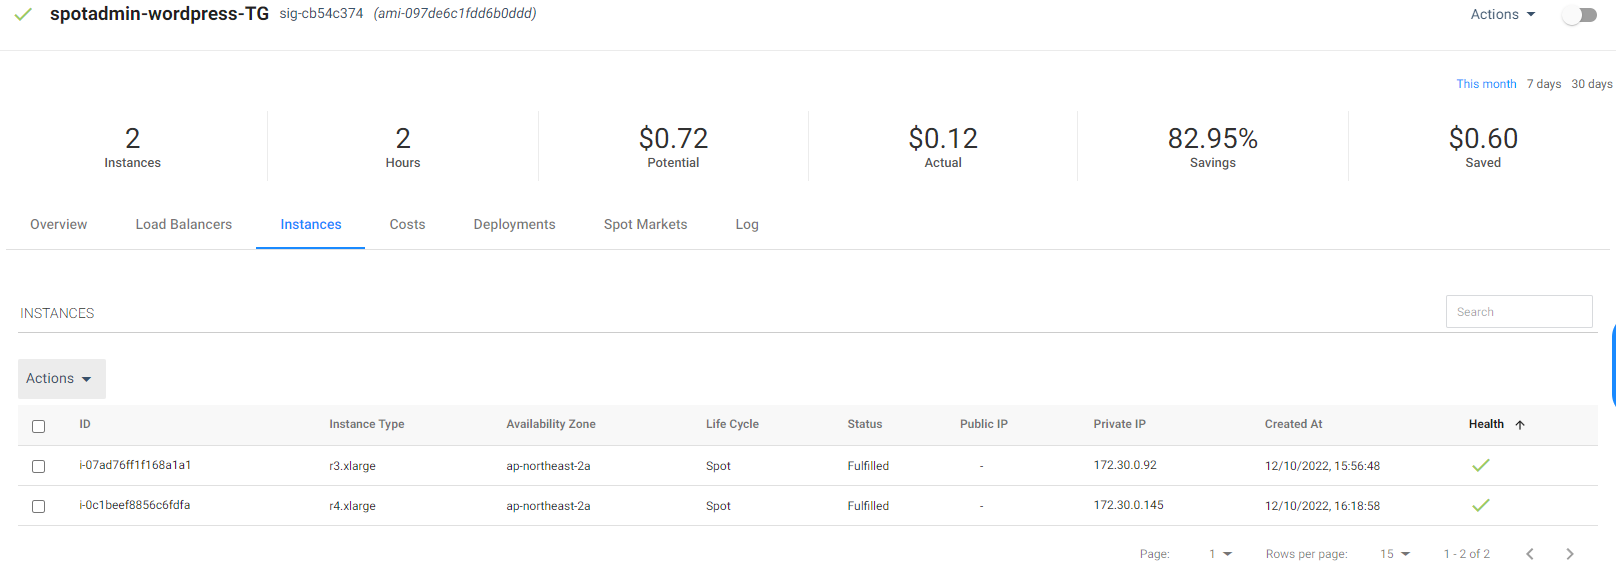 spotadmin-wordpress-TG sig-cb54c374 (ami-097de6c1fdd6b0ddd) Actions
This month 7 days 30 days
2 2 $0.72 $0.12 82.95% $0.60
Instances Hours Potential Actual Savings Saved
Overview Load Balancers Instances Costs Deployments Spot Markets Log
INSTANCES Search
Actions
ID Instance Type Availability Zone Life Cycle Status Public IP Private IP Created At Health
i-07ad76ff1f168a1a1 r3.xlarge ap-northeast-2a Spot Fulfilled - 172.30.0.92 12/10/2022, 15:56:48
i-0c1beef8856c6fdfa r4.xlarge ap-northeast-2a Spot Fulfilled - 172.30.0.145 12/10/2022, 16:18:58
Page: 1 Rows per page: 15 1 - 2 of 2